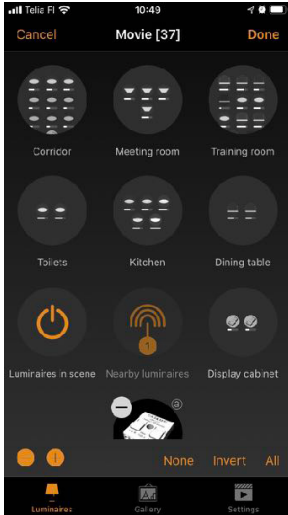 Telia FI 10:49
Cancel Movie [37] Done
Corridor Meeting room Training room
Toilets Kitchen Dining table
Luminaires in scene Nearby luminaires Display cabinet
1
@
None Invert All
Luminaires Gallery Settings